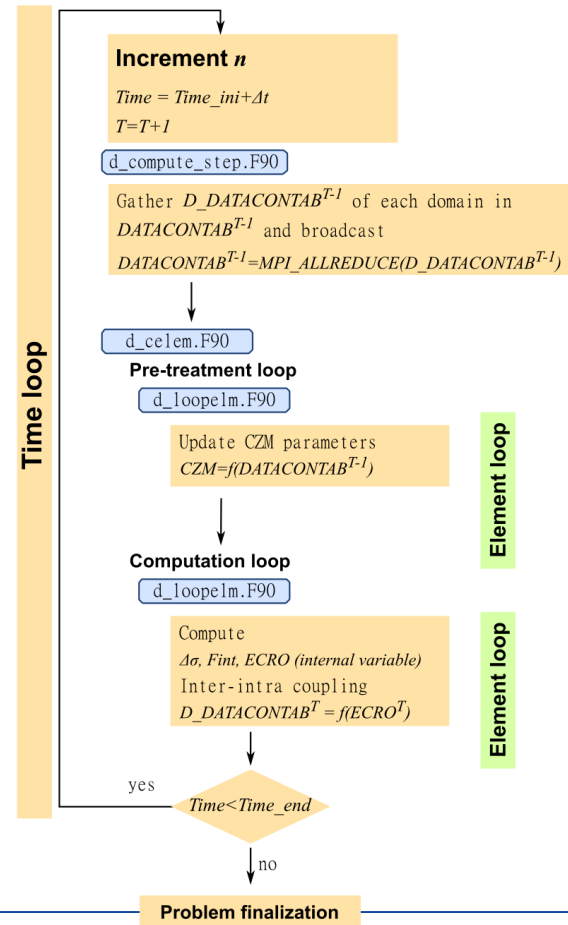 Time loop
Increment n
Time = Time_ini+Δt
T=T+1
d_compute_step.F90
Gather D_DATACONTAB^{T-1} of each domain in
DATACONTAB^{T-1} and broadcast
DATACONTAB^{T-1}=MPI_ALLREDUCE(D_DATACONTAB^{T-1})
d_celem.F90
Pre-treatment loop
d_loopelm.F90
Update CZM parameters
CZM=f(DATACONTAB^{T-1})
Element loop
Computation loop
d_loopelm.F90
Compute
Δσ, Fint, ECRO (internal variable)
Inter-intra coupling
D_DATACONTAB^T = f(ECRO^T)
Element loop
yes
Time<Time_end
no
Problem finalization